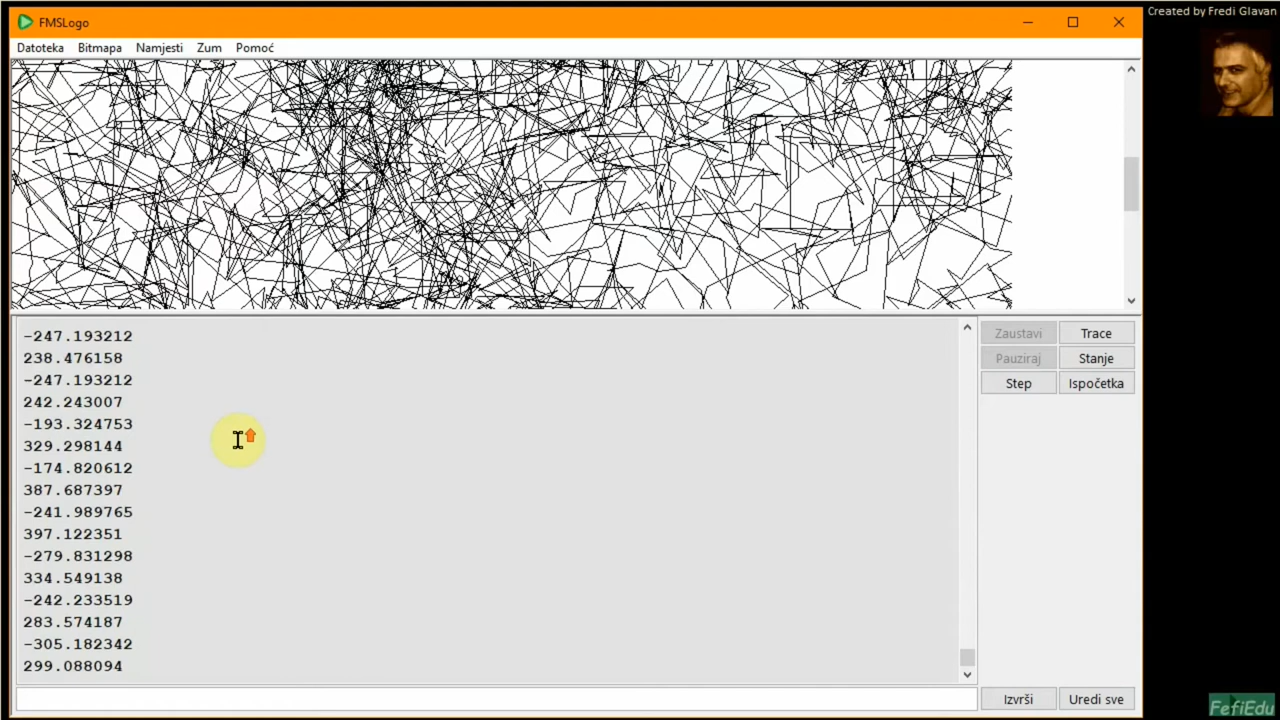 FMSLogo
Created by Fredi Glavan
Datoteka Bitmapa Namjesti Zum Pomoć
-247.193212
238.476158
-247.193212
242.243007
-193.324753
329.298144
-174.820612
387.687397
-241.989765
397.122351
-279.831298
334.549138
-242.233519
283.574187
-305.182342
299.088094
Zaustavi Trace
Pauziraj Stanje
Step Ispočetka
Izvrši Uredi sve
FefiEdu